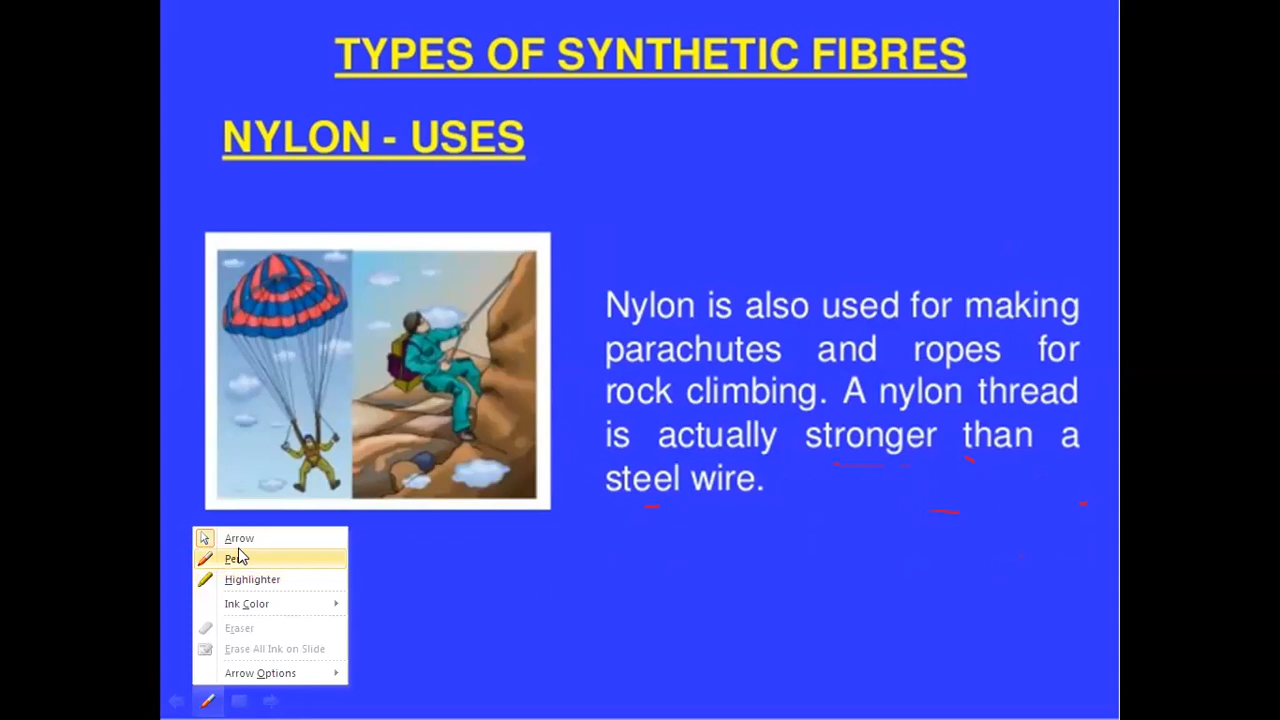 TYPES OF SYNTHETIC FIBRES
NYLON - USES
Nylon is also used for making
parachutes and ropes for
rock climbing. A nylon thread
is actually stronger than a
steel wire.
Arrow
Pen
Highlighter
Ink Color
Eraser
Erase All Ink on Slide
Arrow Options